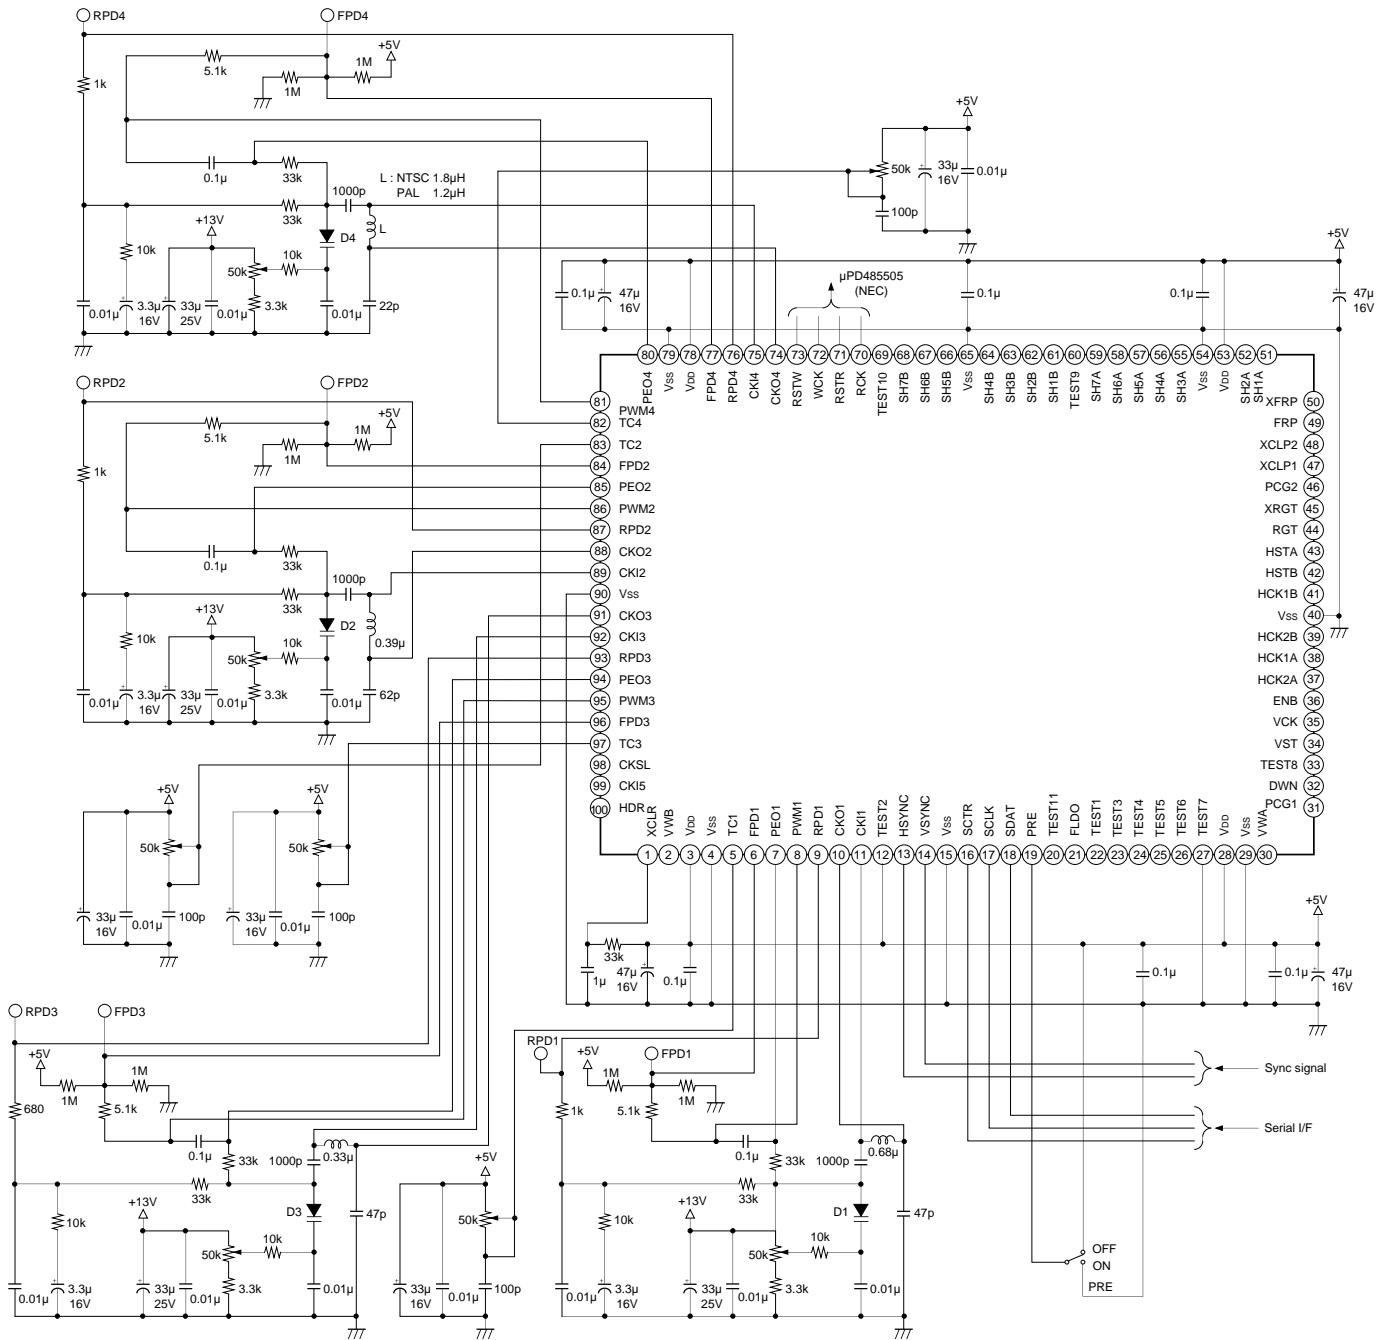 RPD4
FPD4
+5V
5.1k
1M
1M
1k
0.1µ
33k
L : NTSC 1.8µH
PAL 1.2µH
1000p
33k
+13V
D4
L
10k
10k
50k
3.3k
0.01µ
3.3µ
16V
33µ
25V
0.01µ
0.01µ
22p
+5V
50k
33µ
16V
0.01µ
100p
µPD485505
(NEC)
+5V
0.1µ
47µ
16V
0.1µ
0.1µ
47µ
16V
80 79 78 77 76 75 74 73 72 71 70 69 68 67 66 65 64 63 62 61 60 59 58 57 56 55 54 53 52 51
PEO4
VSS
VDD
FPD4
RPD4
CKI4
CKO4
RSTW
WCK
RSTR
RCK
TEST10
SH7B
SH6B
SH5B
VSS
SH4B
SH3B
SH2B
SH1B
TEST9
SH7A
SH6A
SH5A
SH4A
SH3A
VSS
VDD
SH2A
SH1A
RPD2
FPD2
+5V
5.1k
1M
1M
1k
0.1µ
33k
1000p
33k
+13V
D2
0.39µ
10k
10k
50k
3.3k
0.01µ
3.3µ
16V
33µ
25V
0.01µ
0.01µ
62p
81 PWM4
82 TC4
83 TC2
84 FPD2
85 PEO2
86 PWM2
87 RPD2
88 CKO2
89 CKI2
90 VSS
91 CKO3
92 CKI3
93 RPD3
94 PEO3
95 PWM3
96 FPD3
97 TC3
98 CKSL
99 CKI5
100 HDR
XFRP 50
FRP 49
XCLP2 48
XCLP1 47
PCG2 46
XRGT 45
RGT 44
HSTA 43
HSTB 42
HCK1B 41
VSS 40
HCK2B 39
HCK1A 38
HCK2A 37
ENB 36
VCK 35
VST 34
TEST8 33
DWN 32
PCG1 31
XCLR
VWB
VDD
VSS
TC1
FPD1
PEO1
PWM1
RPD1
CKO1
CKI1
TEST2
HSYNC
VSYNC
VSS
SCTR
SCLK
SDAT
PRE
TEST11
FLDO
TEST1
TEST3
TEST4
TEST5
TEST6
TEST7
VDD
VSS
VWA
1 2 3 4 5 6 7 8 9 10 11 12 13 14 15 16 17 18 19 20 21 22 23 24 25 26 27 28 29 30
+5V
50k
33µ
16V
0.01µ
100p
+5V
50k
33µ
16V
0.01µ
100p
33k
1µ
47µ
16V
0.1µ
+5V
0.1µ
0.1µ
47µ
16V
RPD3
FPD3
+5V
1M
1M
680
5.1k
0.1µ
33k
1000p
0.33µ
33k
D3
47p
10k
+13V
10k
50k
3.3k
0.01µ
3.3µ
16V
33µ
25V
0.01µ
0.01µ
+5V
50k
33µ
16V
0.01µ
100p
RPD1
FPD1
+5V
1M
1M
1k
5.1k
0.1µ
33k
1000p
0.68µ
33k
D1
47p
10k
+13V
10k
50k
3.3k
0.01µ
3.3µ
16V
33µ
25V
0.01µ
0.01µ
Sync signal
Serial I/F
OFF
ON
PRE